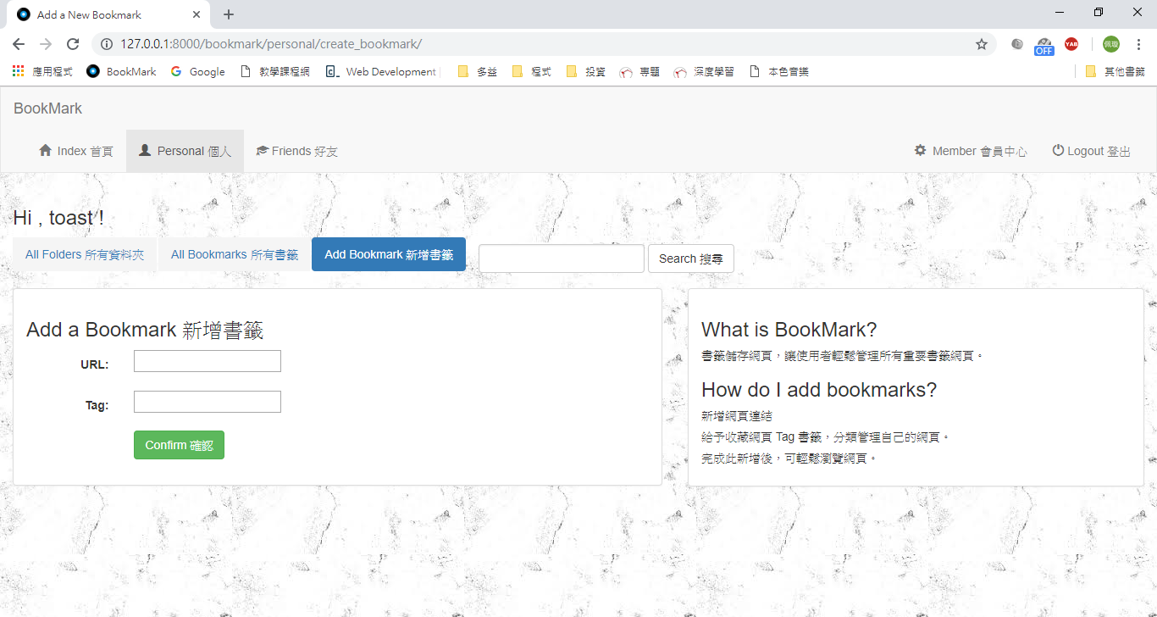 Add a New Bookmark
127.0.0.1:8000/bookmark/personal/create_bookmark/
OFF
YAB
應用程式 BookMark Google 教學課程網 Web Development 多益 程式 投資 專題 深度學習 本色音樂 其他書籤
BookMark
Index 首頁 Personal 個人 Friends 好友 Member 會員中心 Logout 登出
Hi , toast !
All Folders 所有資料夾 All Bookmarks 所有書籤 Add Bookmark 新增書籤 Search 搜尋
Add a Bookmark 新增書籤
URL:
Tag:
Confirm 確認
What is BookMark?
書籤儲存網頁，讓使用者輕鬆管理所有重要書籤網頁。
How do I add bookmarks?
新增網頁連結
給予收藏網頁 Tag 書籤，分類管理自己的網頁。
完成此新增後，可輕鬆瀏覽網頁。